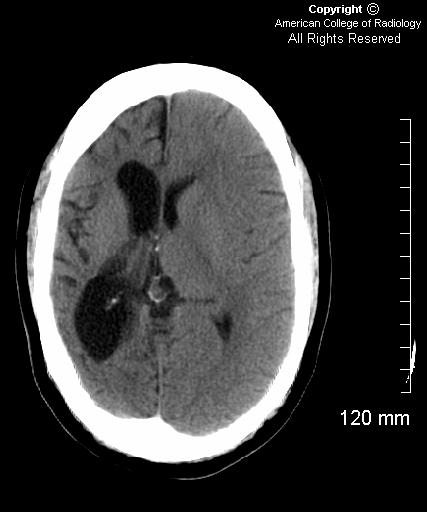 Copyright ©
American College of Radiology
All Rights Reserved
120 mm